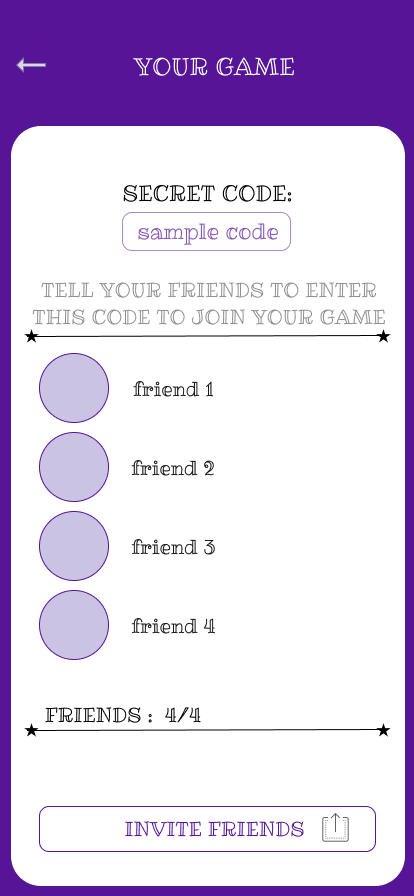 YOUR GAME
SECRET CODE:
sample code
TELL YOUR FRIENDS TO ENTER
THIS CODE TO JOIN YOUR GAME
friend 1
friend 2
friend 3
friend 4
FRIENDS : 4/4
INVITE FRIENDS